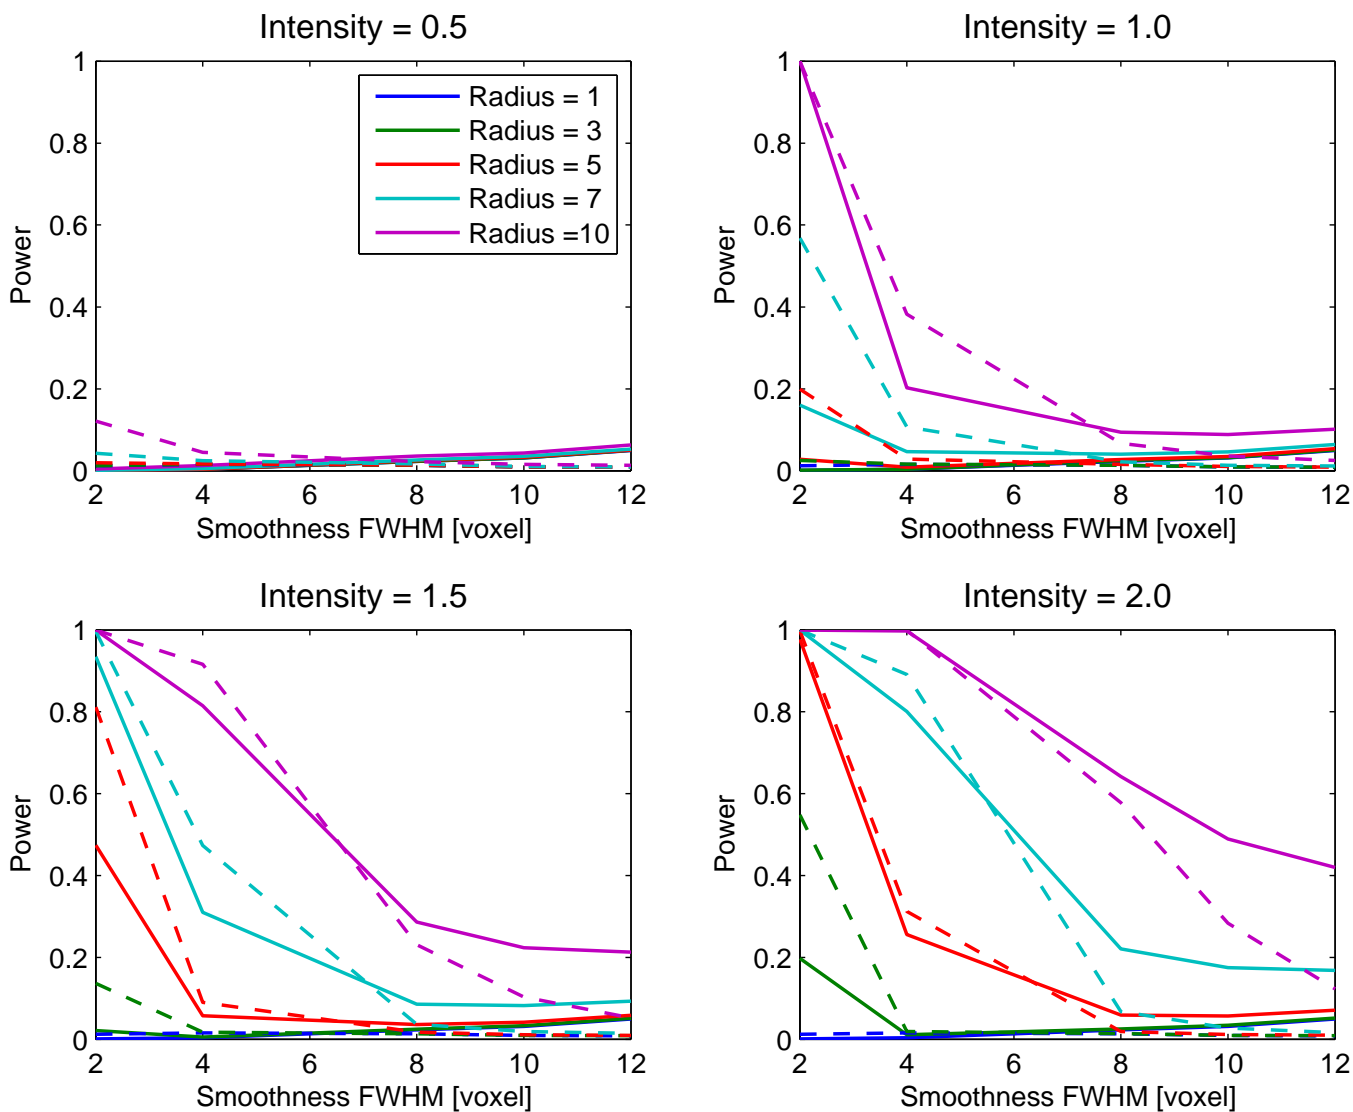 Intensity = 0.5
1
0.8
0.6
0.4
0.2
0
Power
Radius = 1
Radius = 3
Radius = 5
Radius = 7
Radius =10
2 4 6 8 10 12
Smoothness FWHM [voxel]
Intensity = 1.0
1
0.8
0.6
0.4
0.2
0
Power
2 4 6 8 10 12
Smoothness FWHM [voxel]
Intensity = 1.5
1
0.8
0.6
0.4
0.2
0
Power
2 4 6 8 10 12
Smoothness FWHM [voxel]
Intensity = 2.0
1
0.8
0.6
0.4
0.2
0
Power
2 4 6 8 10 12
Smoothness FWHM [voxel]